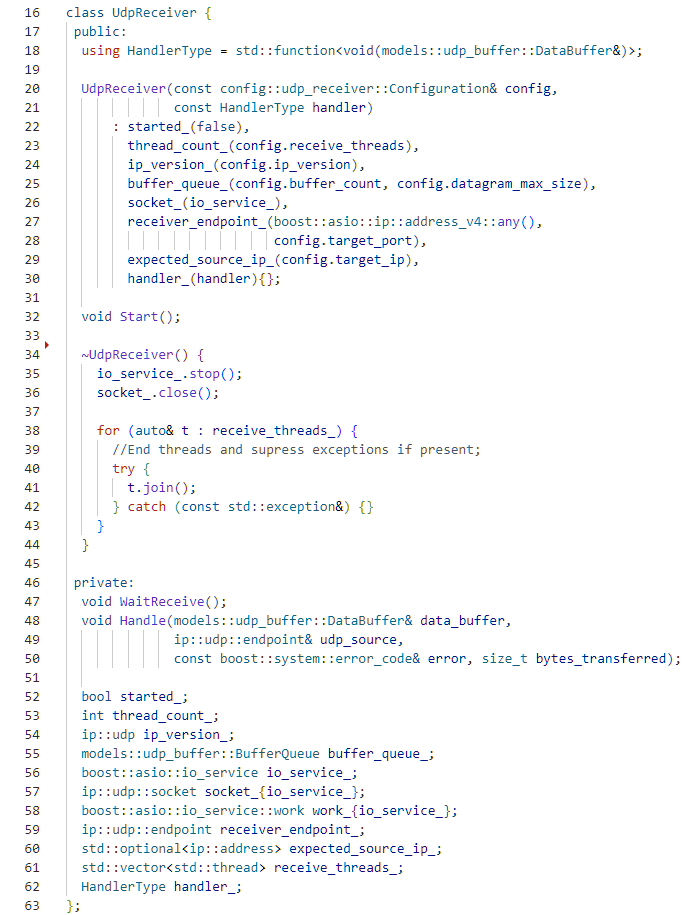 16 class UdpReceiver {
17 public:
18 using HandlerType = std::function<void(models::udp_buffer::DataBuffer&)>;
19
20 UdpReceiver(const config::udp_receiver::Configuration& config,
21 const HandlerType handler)
22 : started_(false),
23 thread_count_(config.receive_threads),
24 ip_version_(config.ip_version),
25 buffer_queue_(config.buffer_count, config.datagram_max_size),
26 socket_(io_service_),
27 receiver_endpoint_(boost::asio::ip::address_v4::any(),
28 config.target_port),
29 expected_source_ip_(config.target_ip),
30 handler_(handler){};
31
32 void Start();
33
34 ~UdpReceiver() {
35 io_service_.stop();
36 socket_.close();
37
38 for (auto& t : receive_threads_) {
39 //End threads and supress exceptions if present;
40 try {
41 t.join();
42 } catch (const std::exception&) {}
43 }
44 }
45
46 private:
47 void WaitReceive();
48 void Handle(models::udp_buffer::DataBuffer& data_buffer,
49 ip::udp::endpoint& udp_source,
50 const boost::system::error_code& error, size_t bytes_transferred);
51
52 bool started_;
53 int thread_count_;
54 ip::udp ip_version_;
55 models::udp_buffer::BufferQueue buffer_queue_;
56 boost::asio::io_service io_service_;
57 ip::udp::socket socket_{io_service_};
58 boost::asio::io_service::work work_{io_service_};
59 ip::udp::endpoint receiver_endpoint_;
60 std::optional<ip::address> expected_source_ip_;
61 std::vector<std::thread> receive_threads_;
62 HandlerType handler_;
63 };